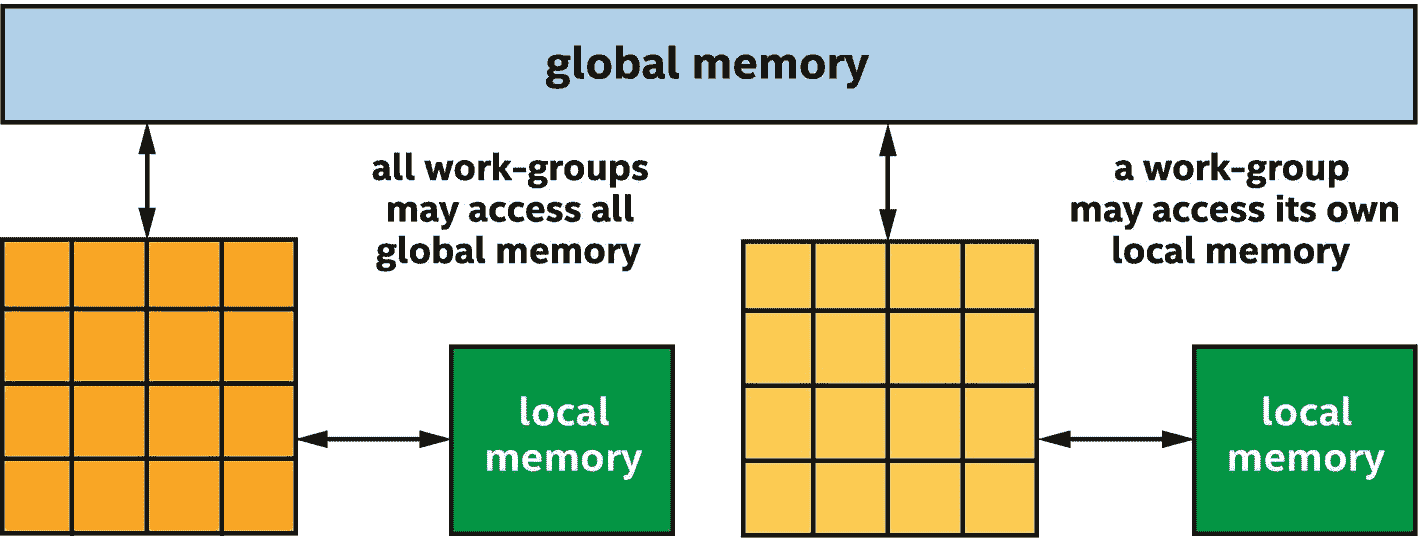 global memory
all work-groups
may access all
global memory
a work-group
may access its own
local memory
local
memory
local
memory